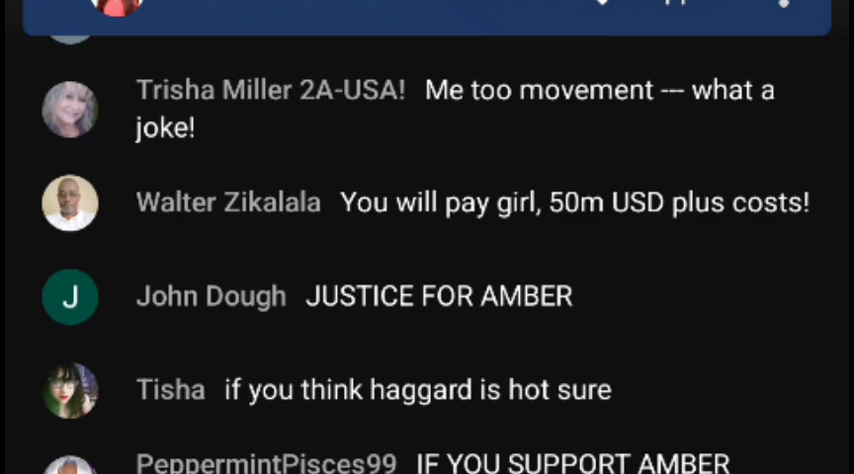 Trisha Miller 2A-USA! Me too movement --- what a
joke!
Walter Zikalala You will pay girl, 50m USD plus costs!
J John Dough JUSTICE FOR AMBER
Tisha if you think haggard is hot sure
PeppermintPisces99 IF YOU SUPPORT AMBER